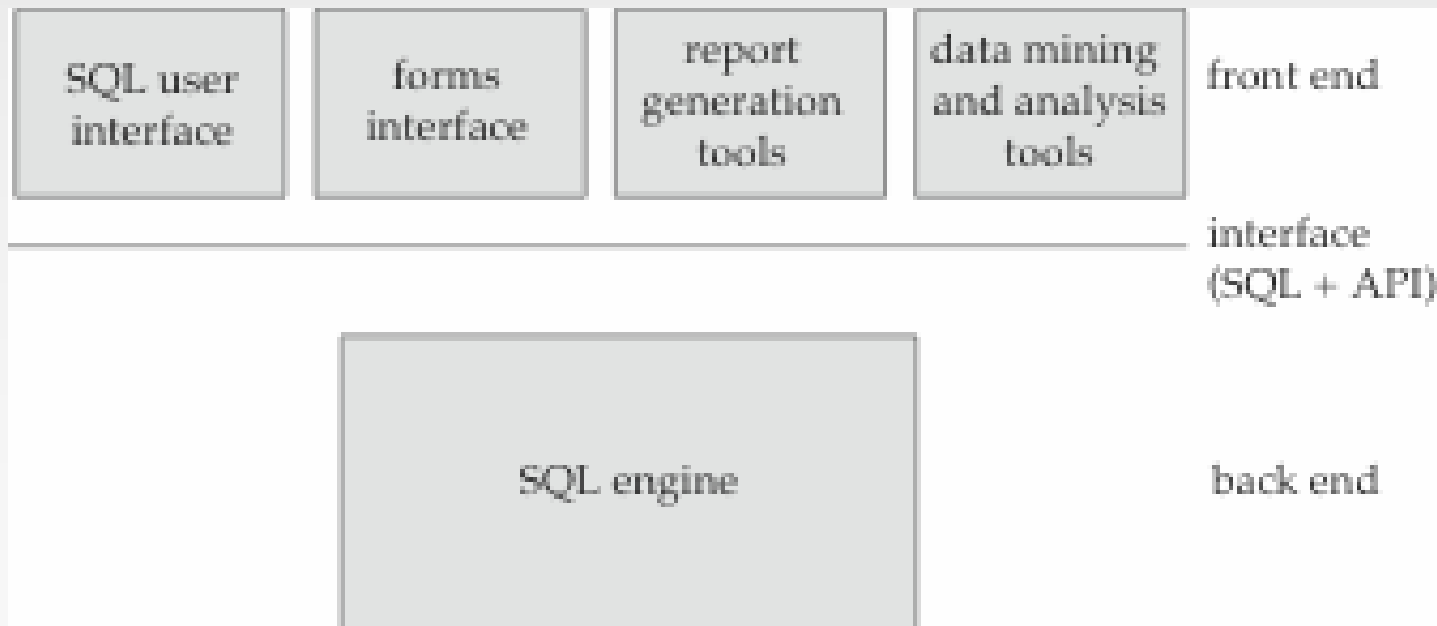 SQL user
interface
forms
interface
report
generation
tools
data mining
and analysis
tools
front end
interface
(SQL + API)
SQL engine
back end